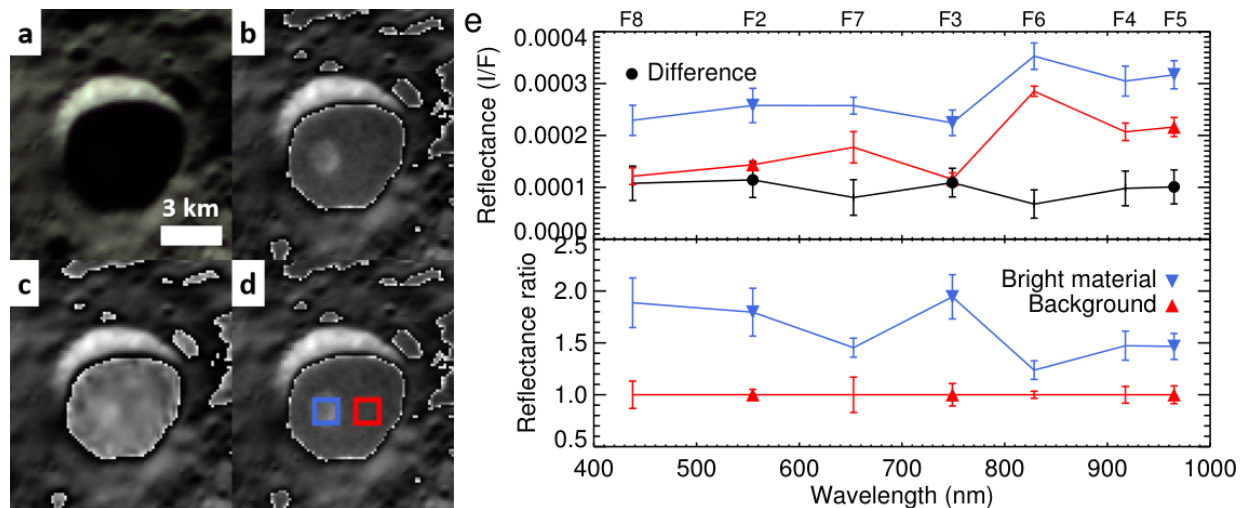 a
b
3 km
c
d
e
F8 F2 F7 F3 F6 F4 F5
0.0004
0.0003
0.0002
0.0001
0.0000
Reflectance (I/F)
Difference
2.5
2.0
1.5
1.0
0.5
Reflectance ratio
Bright material
Background
400 500 600 700 800 900 1000
Wavelength (nm)